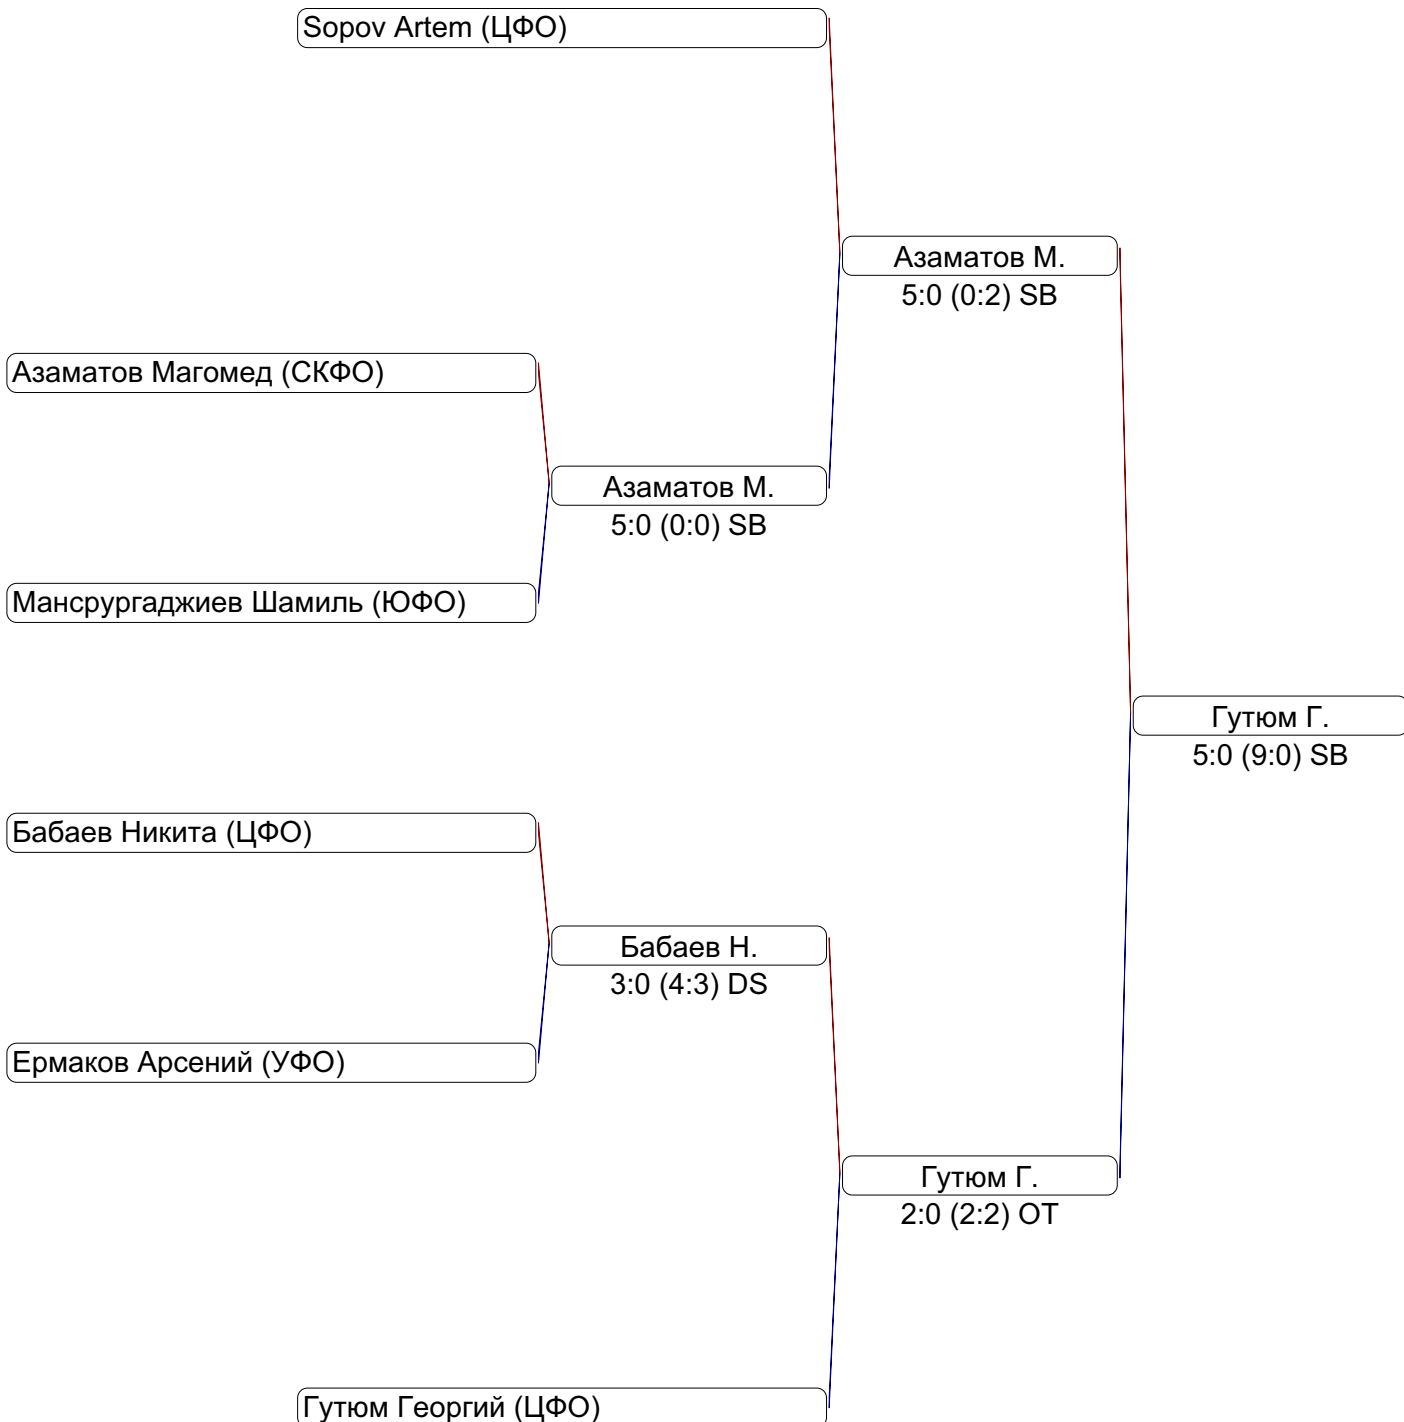 Sopov Artem (ЦФО)
Азаматов М.
5:0 (0:2) SB
Азаматов Магомед (СКФО)
Азаматов М.
5:0 (0:0) SB
Мансрургаджиев Шамиль (ЮФО)
Гутюм Г.
5:0 (9:0) SB
Бабаев Никита (ЦФО)
Бабаев Н.
3:0 (4:3) DS
Ермаков Арсений (УФО)
Гутюм Г.
2:0 (2:2) OT
Гутюм Георгий (ЦФО)